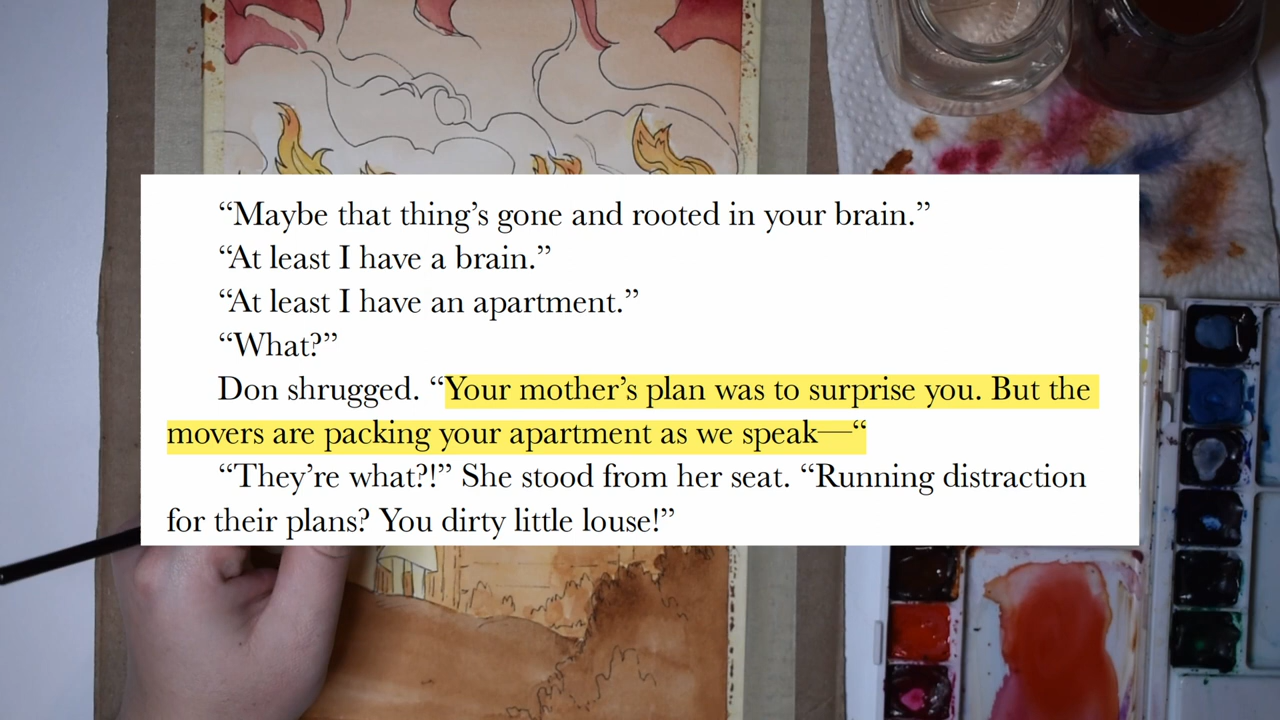 “Maybe that thing’s gone and rooted in your brain.”
“At least I have a brain.”
“At least I have an apartment.”
“What?”
Don shrugged. “Your mother’s plan was to surprise you. But the
movers are packing your apartment as we speak—“
“They’re what?!” She stood from her seat. “Running distraction
for their plans? You dirty little louse!”